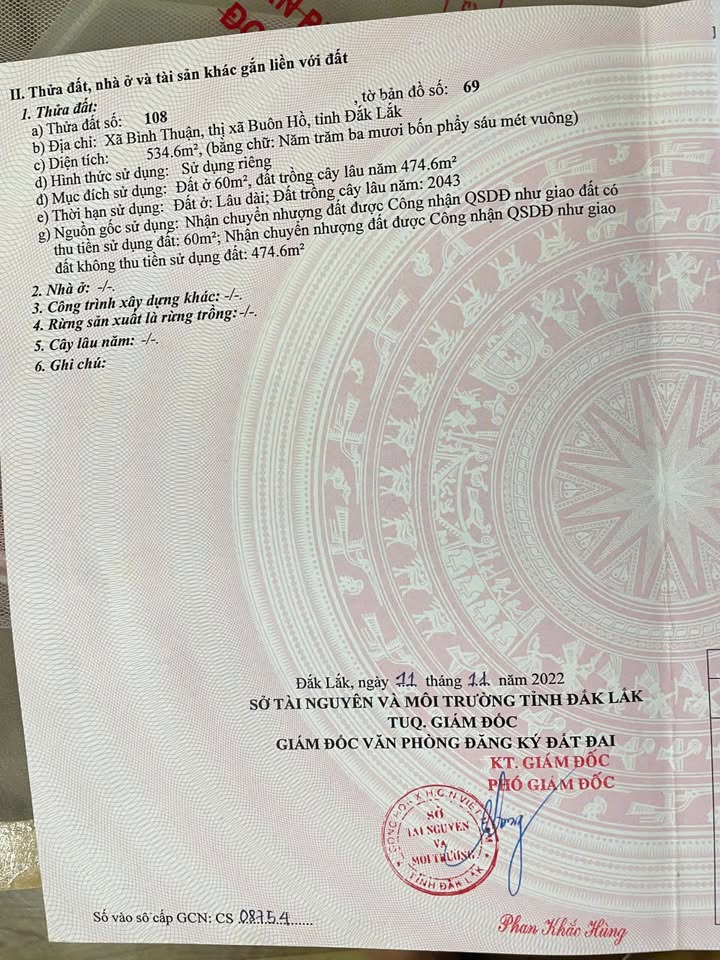 II. Thửa đất, nhà ở và tài sản khác gắn liền với đất
1. Thửa đất:
a) Thửa đất số: 108 , tờ bản đồ số: 69
b) Địa chỉ: Xã Bình Thuận, thị xã Buôn Hồ, tỉnh Đắk Lắk
c) Diện tích: 534.6m², (bằng chữ: Năm trăm ba mươi bốn phẩy sáu mét vuông)
d) Hình thức sử dụng: Sử dụng riêng
đ) Mục đích sử dụng: Đất ở 60m², đất trồng cây lâu năm 474.6m²
e) Thời hạn sử dụng: Đất ở: Lâu dài; Đất trồng cây lâu năm: 2043
g) Nguồn gốc sử dụng: Nhận chuyển nhượng đất được Công nhận QSDĐ như giao đất có
thu tiền sử dụng đất: 60m²; Nhận chuyển nhượng đất được Công nhận QSDĐ như giao
đất không thu tiền sử dụng đất: 474.6m²
2. Nhà ở: -/-.
3. Công trình xây dựng khác: -/-.
4. Rừng sản xuất là rừng trồng:-/-.
5. Cây lâu năm: -/-.
6. Ghi chú:
Đắk Lắk, ngày 11 tháng 11 năm 2022
SỞ TÀI NGUYÊN VÀ MÔI TRƯỜNG TỈNH ĐẮK LẮK
TUQ. GIÁM ĐỐC
GIÁM ĐỐC VĂN PHÒNG ĐĂNG KÝ ĐẤT ĐAI
KT. GIÁM ĐỐC
PHÓ GIÁM ĐỐC
CỘNG HÒA X.H.C.N VIỆT NAM
SỞ
TÀI NGUYÊN
VÀ
MÔI TRƯỜNG
TỈNH ĐẮK LẮK
Số vào sổ cấp GCN: CS 08754......
Phan Khắc Hùng